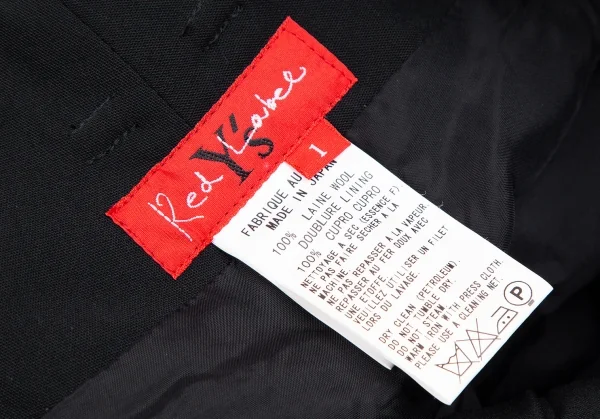 Red Label
Y's
1
FABRIQUE AU
MADE IN JAPAN
100% LAINE WOOL
DOUBLURE LINING
100% CUPRO CUPRO
NETTOYAGE A SEC (ESSENCE F)
NE PAS FAIRE SÉCHER A LA
MACHINE
NE PAS REPASSER A LA VAPEUR
REPASSER AU FER DOUX AVEC
UNE ETOFFE.
VEUILLEZ UTILISER UN FILET
LORS DU LAVAGE.
DRY CLEAN (PETROLEUM).
DO NOT TUMBLE DRY.
DO NOT STEAM.
WARM IRON WITH PRESS CLOTH.
PLEASE USE A CLEANING NET.
P